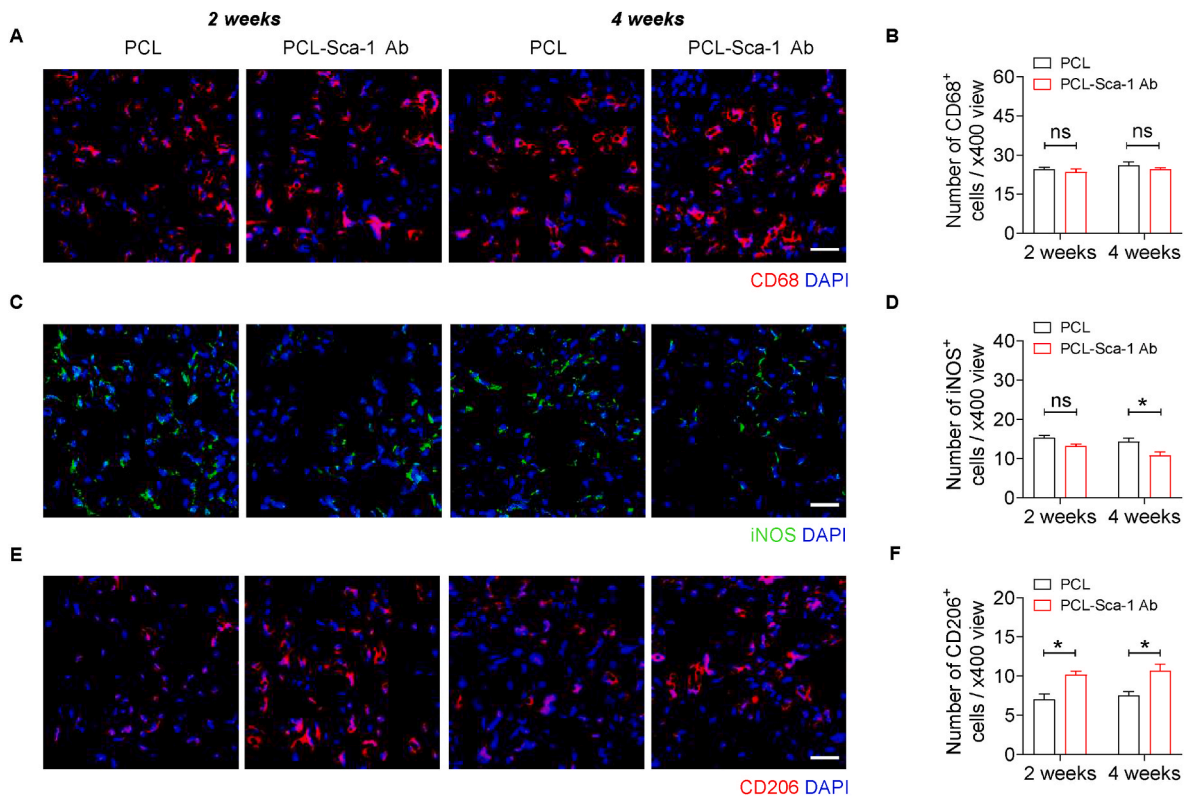 2 weeks 4 weeks
A PCL PCL-Sca-1 Ab PCL PCL-Sca-1 Ab
CD68 DAPI
B
PCL
PCL-Sca-1 Ab
Number of CD68+
cells / x400 view
60
45
30
15
0
ns ns
2 weeks 4 weeks
C
iNOS DAPI
D
PCL
PCL-Sca-1 Ab
Number of iNOS+
cells / x400 view
40
30
20
10
0
ns *
2 weeks 4 weeks
E
CD206 DAPI
F
PCL
PCL-Sca-1 Ab
Number of CD206+
cells / x400 view
20
15
10
5
0
* *
2 weeks 4 weeks